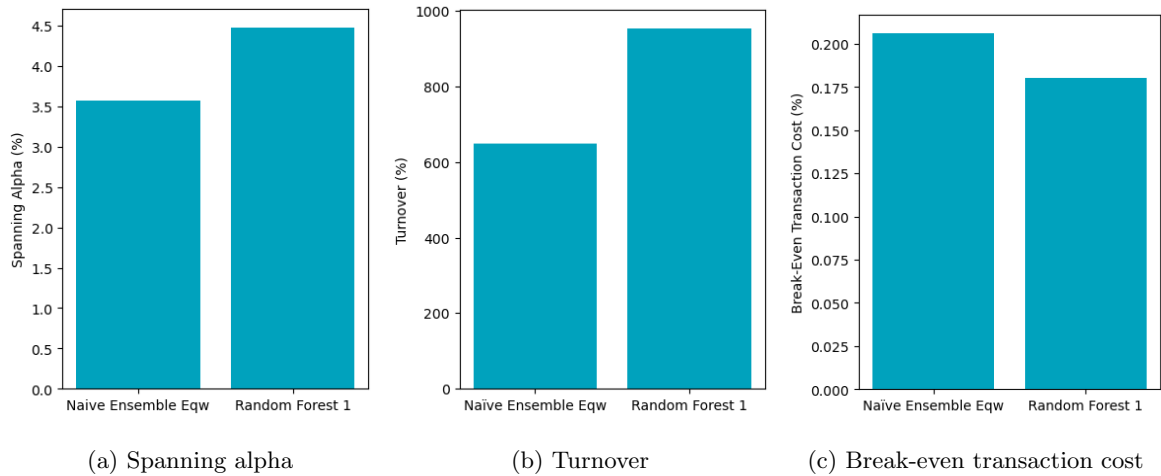 4.5
4.0
3.5
3.0
2.5
2.0
1.5
1.0
0.5
0.0
Spanning Alpha (%)
Naive Ensemble Eqw
Random Forest 1
(a) Spanning alpha
1000
800
600
400
200
0
Turnover (%)
Naïve Ensemble Eqw
Random Forest 1
(b) Turnover
0.200
0.175
0.150
0.125
0.100
0.075
0.050
0.025
0.000
Break-Even Transaction Cost (%)
Naïve Ensemble Eqw
Random Forest 1
(c) Break-even transaction cost